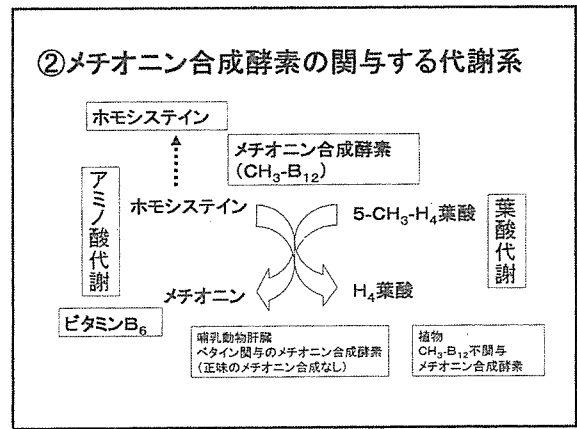 ②メチオニン合成酵素の関与する代謝系
ホモシステイン
メチオニン合成酵素
(CH₃-B₁₂)
アミノ酸代謝
ホモシステイン
5-CH₃-H₄葉酸
葉酸代謝
メチオニン
H₄葉酸
ビタミンB₆
哺乳動物肝臓
ベタイン関与のメチオニン合成酵素
(正味のメチオニン合成なし)
植物
CH₃-B₁₂不関与
メチオニン合成酵素